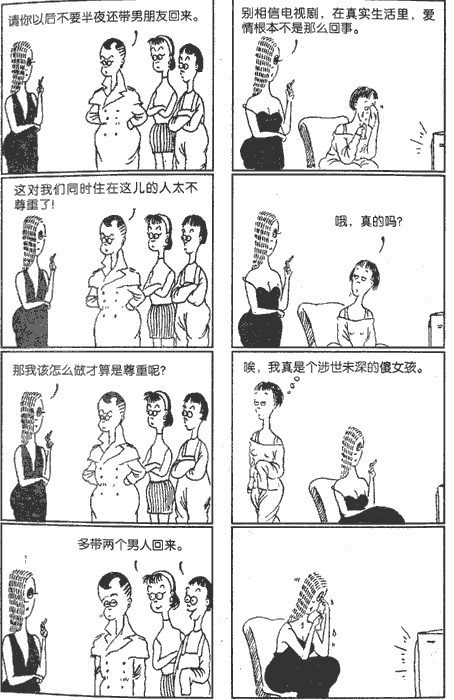 请你以后不要半夜还带男朋友回来。
这对我们同时住在这儿的人太不
尊重了!
那我该怎么做才算是尊重呢?
多带两个男人回来。
别相信电视剧，在真实生活里，爱
情根本不是那么回事。
哦，真的吗?
唉，我真是个涉世未深的傻女孩。